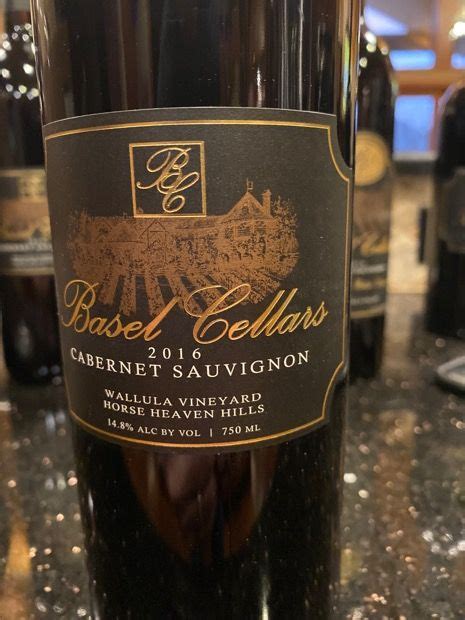 BC
Basel Cellars
2016
CABERNET SAUVIGNON
WALLULA VINEYARD
HORSE HEAVEN HILLS
14.8% ALC BY VOL | 750 ML